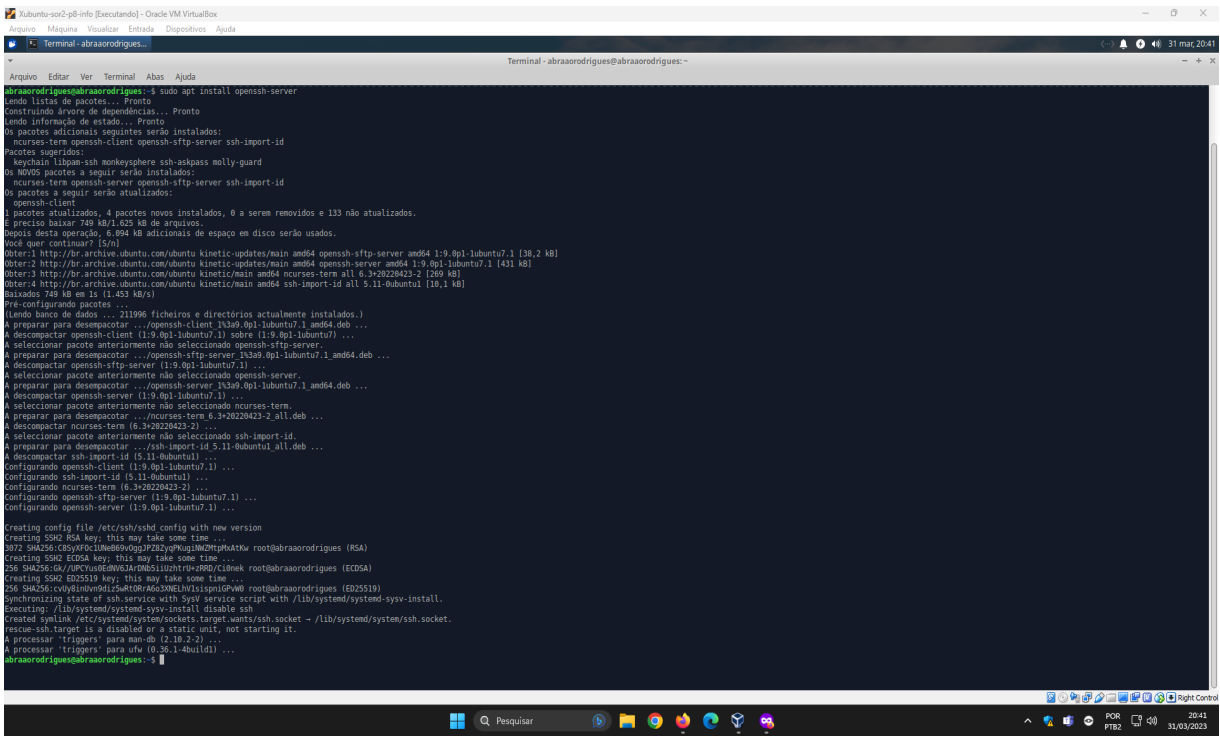 Xubuntu-sor2-p8-info [Executando] - Oracle VM VirtualBox
Arquivo Máquina Visualizar Entrada Dispositivos Ajuda
Terminal - abraaorodrigues...
31 mar, 20:41
Terminal - abraaorodrigues@abraaorodrigues: ~
Arquivo Editar Ver Terminal Abas Ajuda
abraaorodrigues@abraaorodrigues:~$ sudo apt install openssh-server
Lendo listas de pacotes... Pronto
Construindo árvore de dependências... Pronto
Lendo informação de estado... Pronto
Os pacotes adicionais seguintes serão instalados:
ncurses-term openssh-client openssh-sftp-server ssh-import-id
Pacotes sugeridos:
keychain libpam-ssh monkeysphere ssh-askpass molly-guard
Os NOVOS pacotes a seguir serão instalados:
ncurses-term openssh-server openssh-sftp-server ssh-import-id
Os pacotes a seguir serão atualizados:
openssh-client
1 pacotes atualizados, 4 pacotes novos instalados, 0 a serem removidos e 133 não atualizados.
É preciso baixar 749 kB/1.625 kB de arquivos.
Depois desta operação, 6.094 kB adicionais de espaço em disco serão usados.
Você quer continuar? [S/n]
Obter:1 http://br.archive.ubuntu.com/ubuntu kinetic-updates/main amd64 openssh-sftp-server amd64 1:9.0p1-1ubuntu7.1 [38,2 kB]
Obter:2 http://br.archive.ubuntu.com/ubuntu kinetic-updates/main amd64 openssh-server amd64 1:9.0p1-1ubuntu7.1 [431 kB]
Obter:3 http://br.archive.ubuntu.com/ubuntu kinetic/main amd64 ncurses-term all 6.3+20220423-2 [269 kB]
Obter:4 http://br.archive.ubuntu.com/ubuntu kinetic/main amd64 ssh-import-id all 5.11-0ubuntu1 [10,1 kB]
Baixados 749 kB em 1s (1.453 kB/s)
Pré-configurando pacotes ...
(Lendo banco de dados ... 211996 ficheiros e directórios actualmente instalados.)
A preparar para desempacotar .../openssh-client_1%3a9.0p1-1ubuntu7.1_amd64.deb ...
A descompactar openssh-client (1:9.0p1-1ubuntu7.1) sobre (1:9.0p1-1ubuntu7) ...
A seleccionar pacote anteriormente não seleccionado openssh-sftp-server.
A preparar para desempacotar .../openssh-sftp-server_1%3a9.0p1-1ubuntu7.1_amd64.deb ...
A descompactar openssh-sftp-server (1:9.0p1-1ubuntu7.1) ...
A seleccionar pacote anteriormente não seleccionado openssh-server.
A preparar para desempacotar .../openssh-server_1%3a9.0p1-1ubuntu7.1_amd64.deb ...
A descompactar openssh-server (1:9.0p1-1ubuntu7.1) ...
A seleccionar pacote anteriormente não seleccionado ncurses-term.
A preparar para desempacotar .../ncurses-term_6.3+20220423-2_all.deb ...
A descompactar ncurses-term (6.3+20220423-2) ...
A seleccionar pacote anteriormente não seleccionado ssh-import-id.
A preparar para desempacotar .../ssh-import-id_5.11-0ubuntu1_all.deb ...
A descompactar ssh-import-id (5.11-0ubuntu1) ...
Configurando openssh-client (1:9.0p1-1ubuntu7.1) ...
Configurando ssh-import-id (5.11-0ubuntu1) ...
Configurando ncurses-term (6.3+20220423-2) ...
Configurando openssh-sftp-server (1:9.0p1-1ubuntu7.1) ...
Configurando openssh-server (1:9.0p1-1ubuntu7.1) ...
Creating config file /etc/ssh/sshd_config with new version
Creating SSH2 RSA key; this may take some time ...
3072 root@abraaorodrigues (RSA)
Creating SSH2 ECDSA key; this may take some time ...
256 root@abraaorodrigues (ECDSA)
Creating SSH2 ED25519 key; this may take some time ...
256 root@abraaorodrigues (ED25519)
Synchronizing state of ssh.service with SysV service script with /lib/systemd/systemd-sysv-install.
Executing: /lib/systemd/systemd-sysv-install disable ssh
Created symlink /etc/systemd/system/sockets.target.wants/ssh.socket → /lib/systemd/system/ssh.socket.
rescue-ssh.target is a disabled or a static unit, not starting it.
A processar 'triggers' para man-db (2.10.2-2) ...
A processar 'triggers' para ufw (0.36.1-4build1) ...
abraaorodrigues@abraaorodrigues:~$
Right Control
Pesquisar
POR
PTB2
20:41
31/03/2023